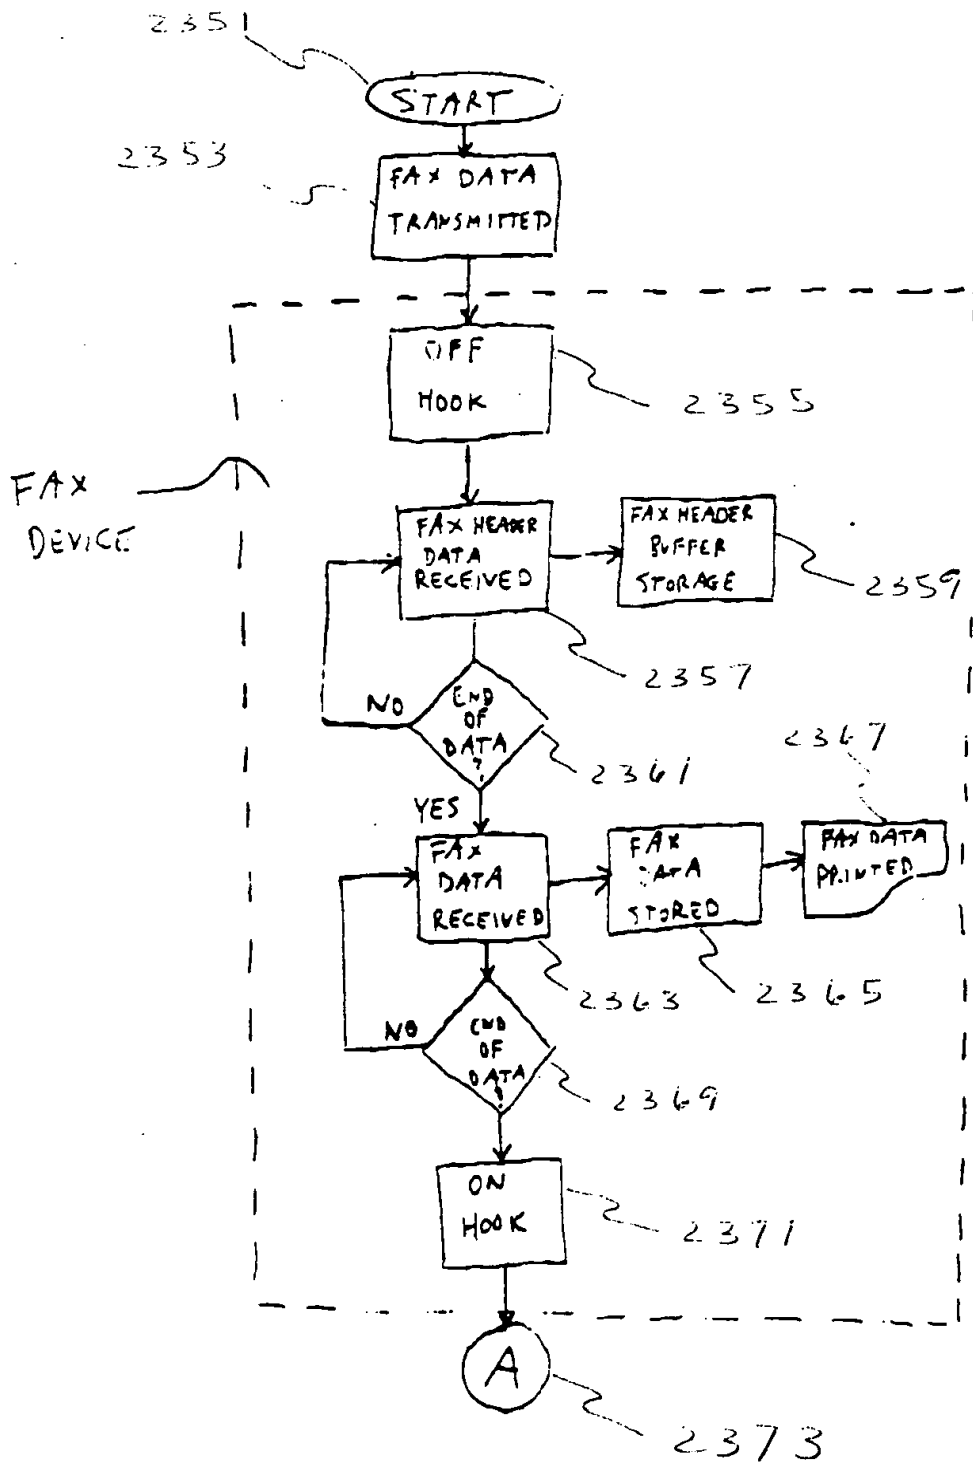 2351
START
2353
FAX DATA
TRANSMITTED
OFF
HOOK
2355
FAX
DEVICE
FAX HEADER
DATA
RECEIVED
FAX HEADER
BUFFER
STORAGE
2359
2357
NO
END
OF
DATA
?
2361
2367
YES
FAX
DATA
RECEIVED
FAX
DATA
STORED
FAX DATA
PRINTED
2363
2365
NO
END
OF
DATA
?
2369
ON
HOOK
2371
A
2373